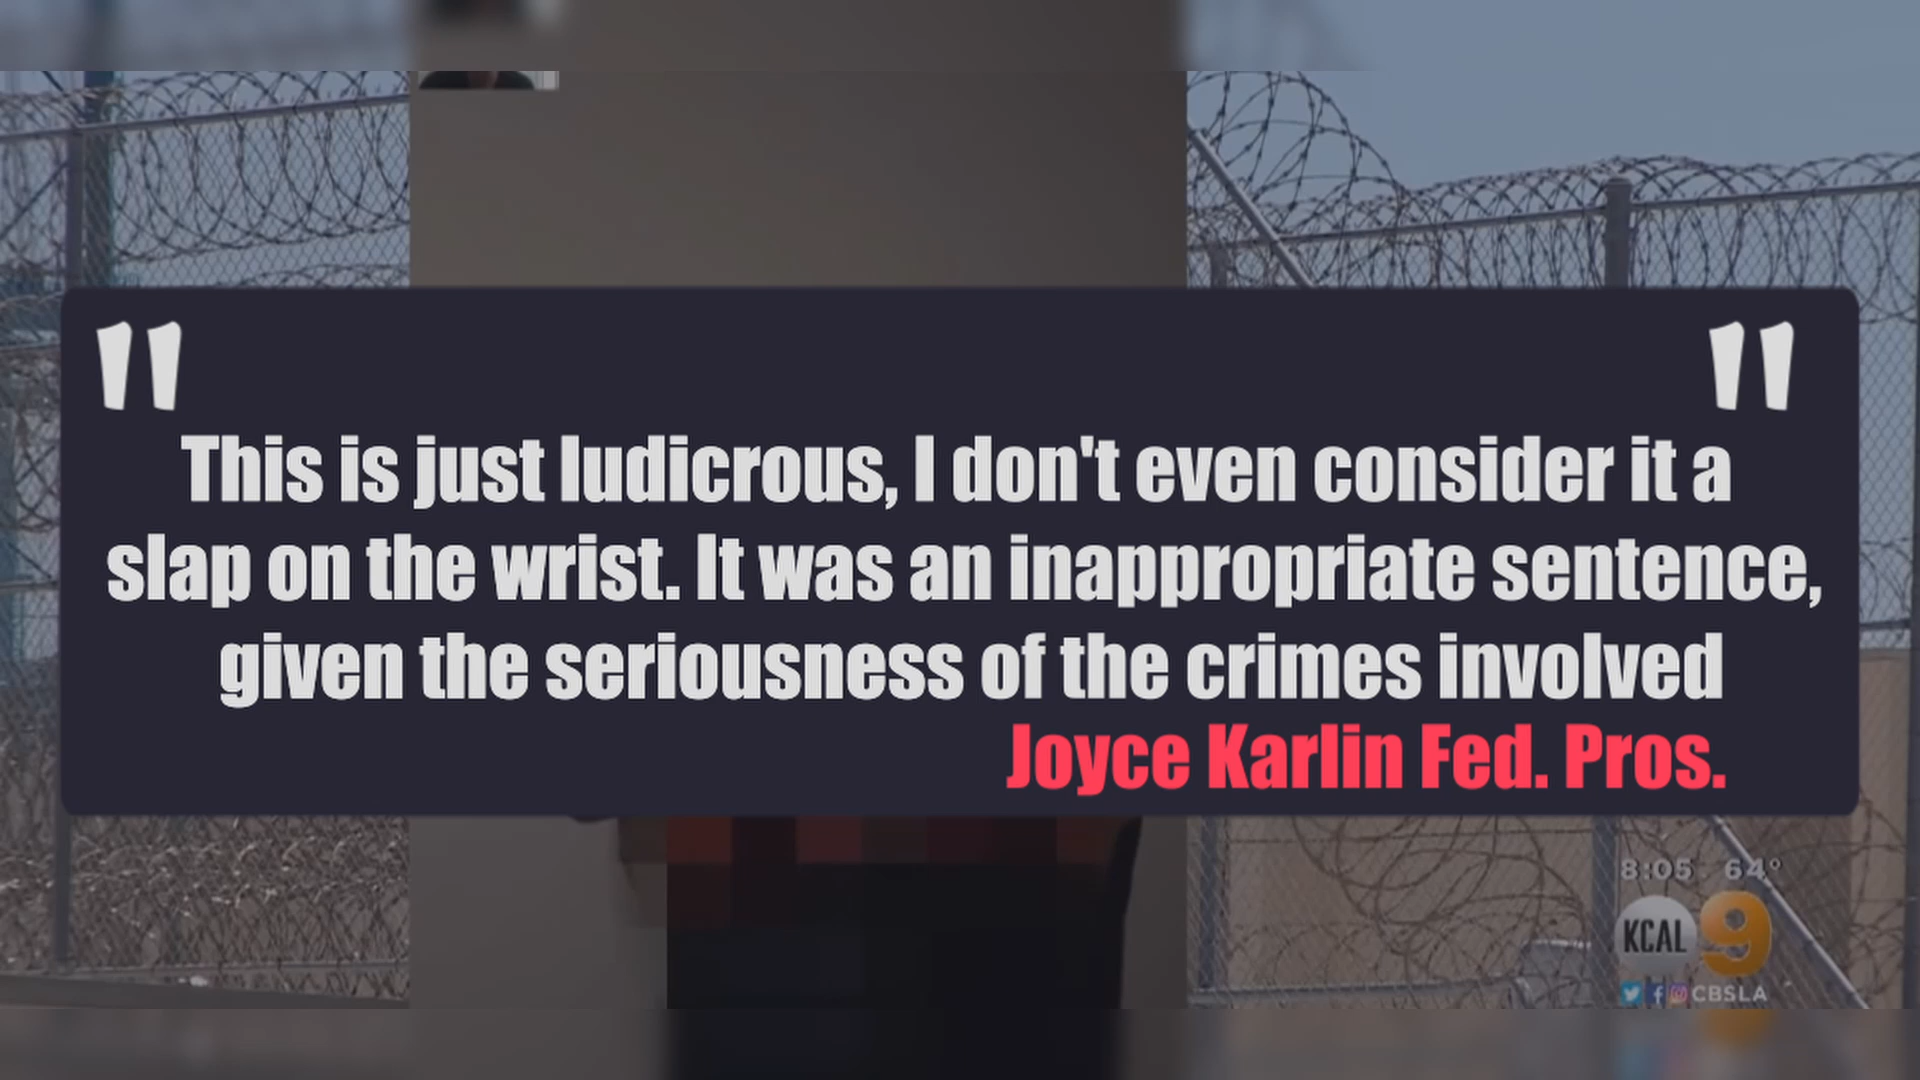 "
"
This is just ludicrous, I don't even consider it a
slap on the wrist. It was an inappropriate sentence,
given the seriousness of the crimes involved
Joyce Karlin Fed. Pros.
8:05 64°
KCAL 9
CBSLA